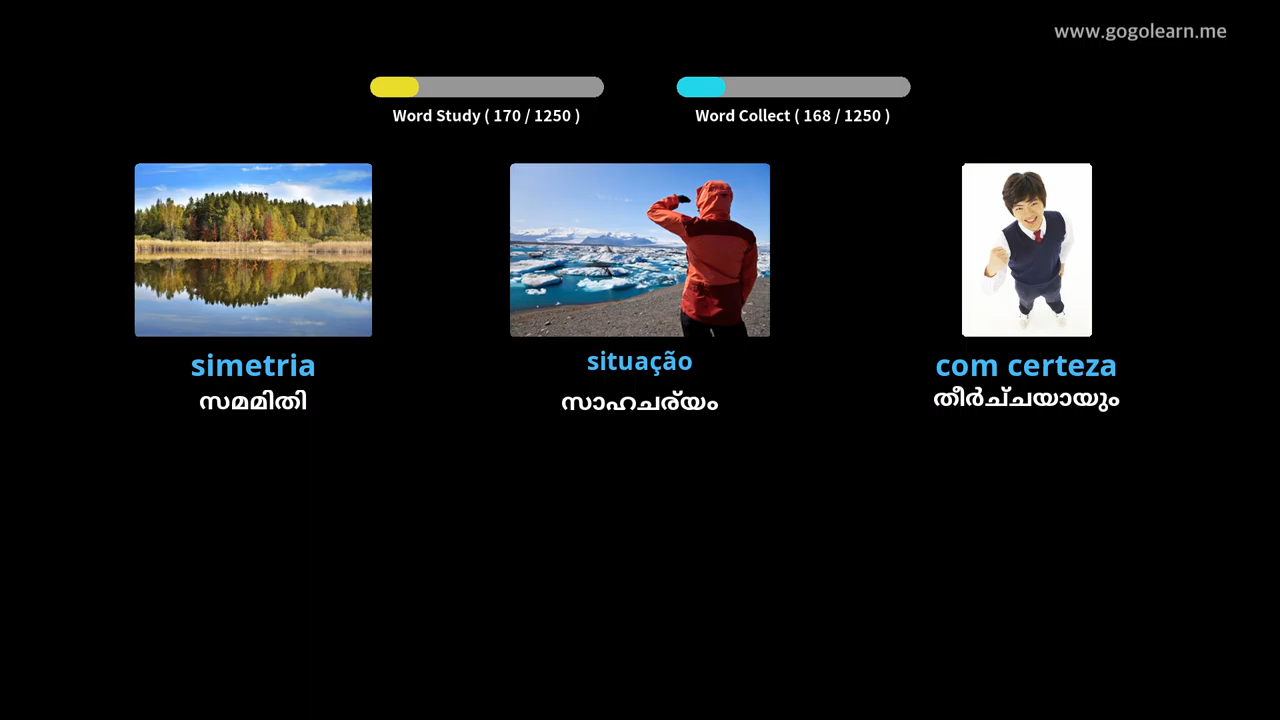 www.gogolearn.me
Word Study ( 170 / 1250 )
Word Collect ( 168 / 1250 )
simetria
സമമിതി
situação
സാഹചര്യം
com certeza
തീർച്ചയായും